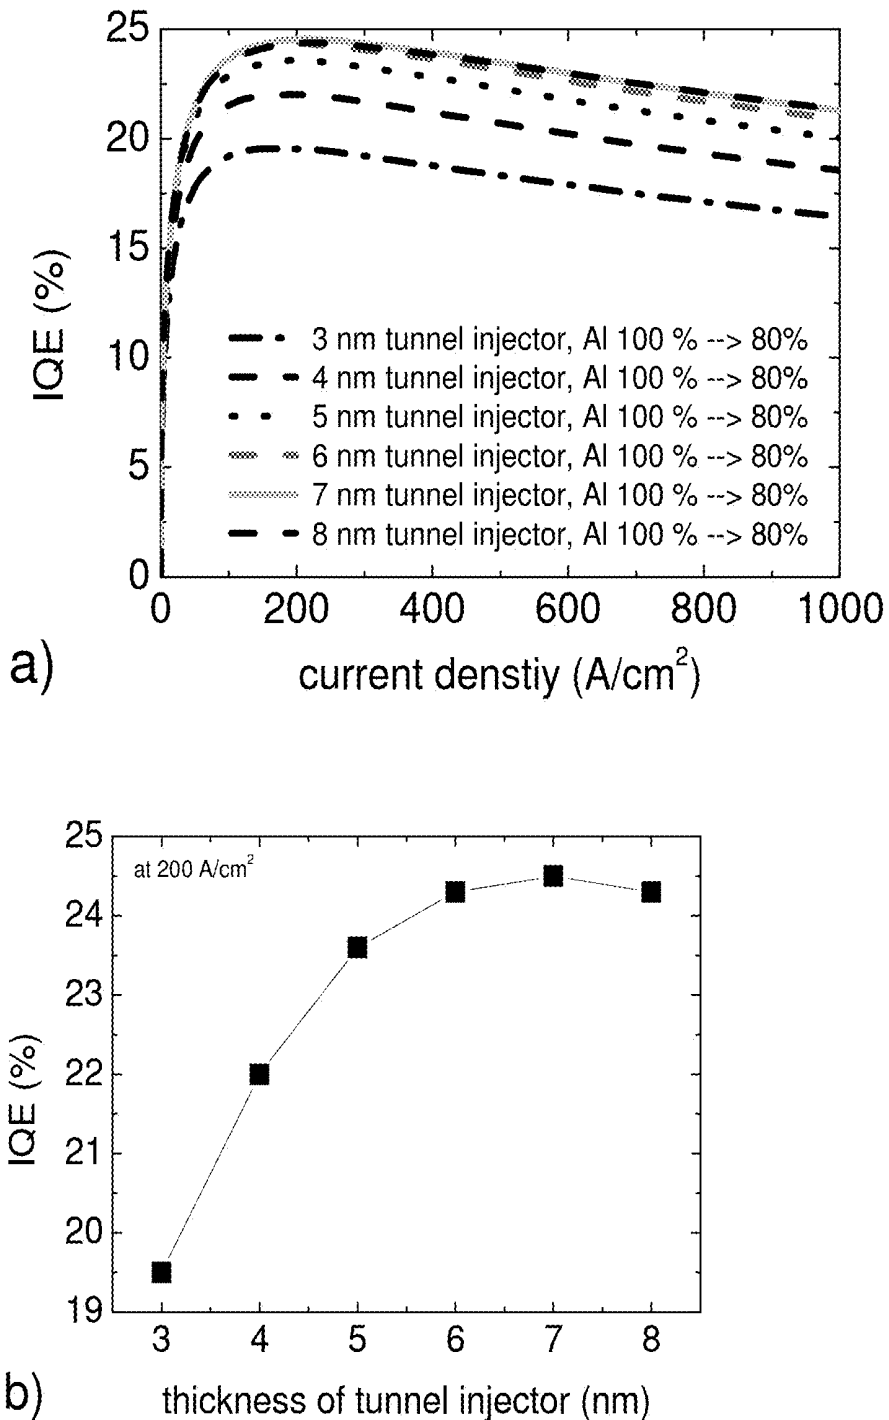 25
20
15
10
5
0
IQE (%)
3 nm tunnel injector, Al 100 % --> 80%
4 nm tunnel injector, Al 100 % --> 80%
5 nm tunnel injector, Al 100 % --> 80%
6 nm tunnel injector, Al 100 % --> 80%
7 nm tunnel injector, Al 100 % --> 80%
8 nm tunnel injector, Al 100 % --> 80%
0 200 400 600 800 1000
a)
current denstiy (A/cm²)
25
24
23
22
21
20
19
IQE (%)
at 200 A/cm²
3 4 5 6 7 8
b)
thickness of tunnel injector (nm)